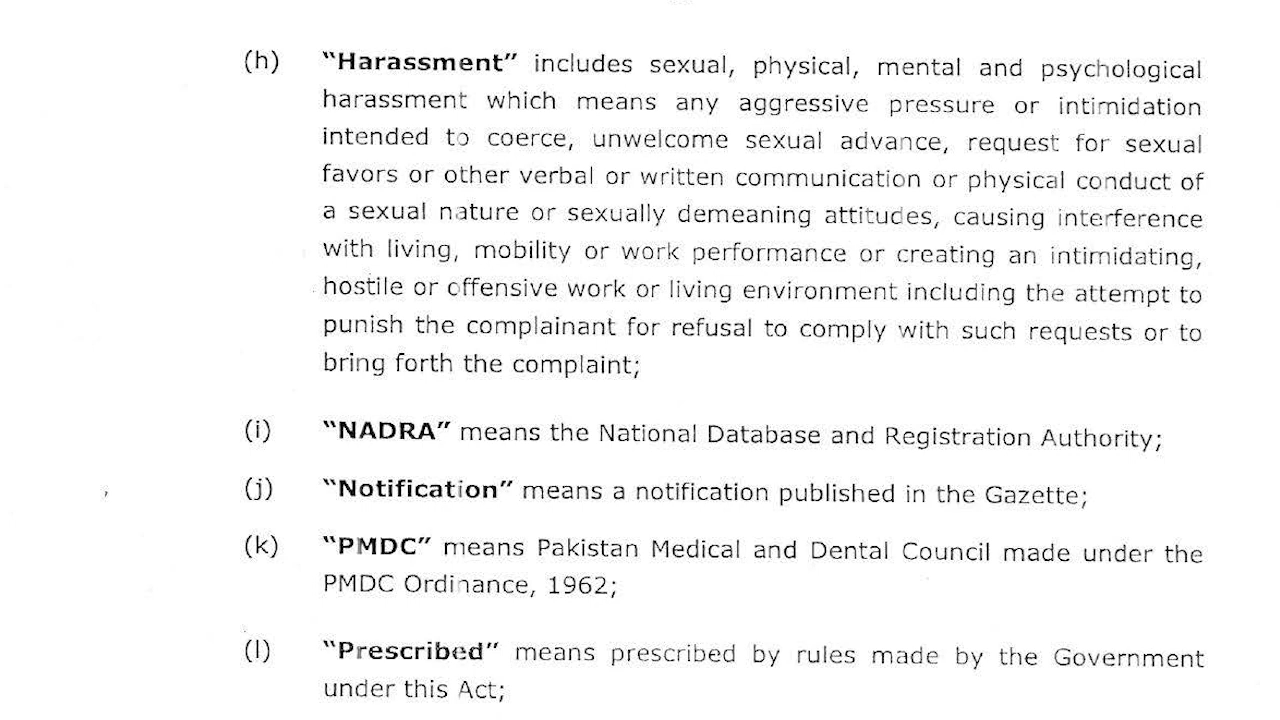 (h) "Harassment" includes sexual, physical, mental and psychological
harassment which means any aggressive pressure or intimidation
intended to coerce, unwelcome sexual advance, request for sexual
favors or other verbal or written communication or physical conduct of
a sexual nature or sexually demeaning attitudes, causing interference
with living, mobility or work performance or creating an intimidating,
hostile or offensive work or living environment including the attempt to
punish the complainant for refusal to comply with such requests or to
bring forth the complaint;
(i) "NADRA" means the National Database and Registration Authority;
(j) "Notification" means a notification published in the Gazette;
(k) "PMDC" means Pakistan Medical and Dental Council made under the
PMDC Ordinance, 1962;
(l) "Prescribed" means prescribed by rules made by the Government
under this Act;